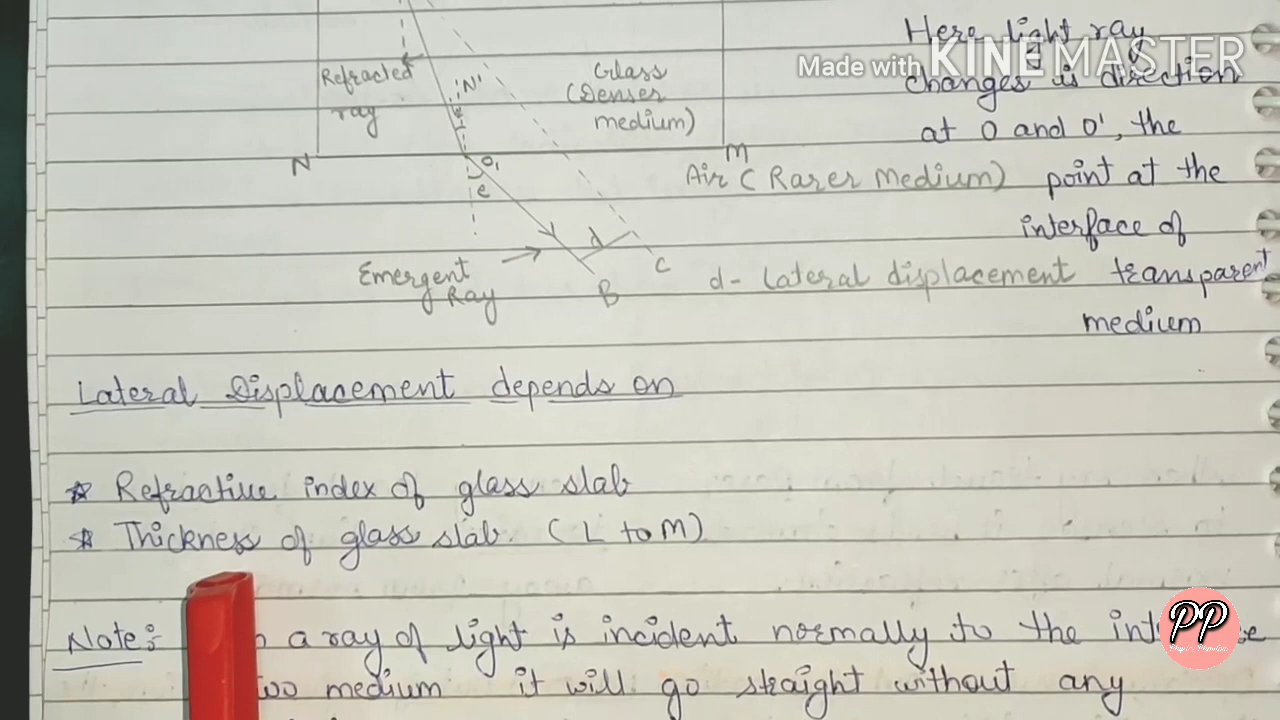 Here light ray
Made with KINEMASTER
changes is direction
at O and O', the
point at the
interface of
transparent
medium
Refracted
ray
N'
Glass
(Denser
medium)
N
O,
M
e
Air (Rarer Medium)
d
C
B
Emergent
Ray
d - Lateral displacement
Lateral Displacement depends on
☆ Refractive index of glass slab
☆ Thickness of glass slab. (L to M)
Note: a ray of light is incident normally to the
medium it will go straight without any
PP